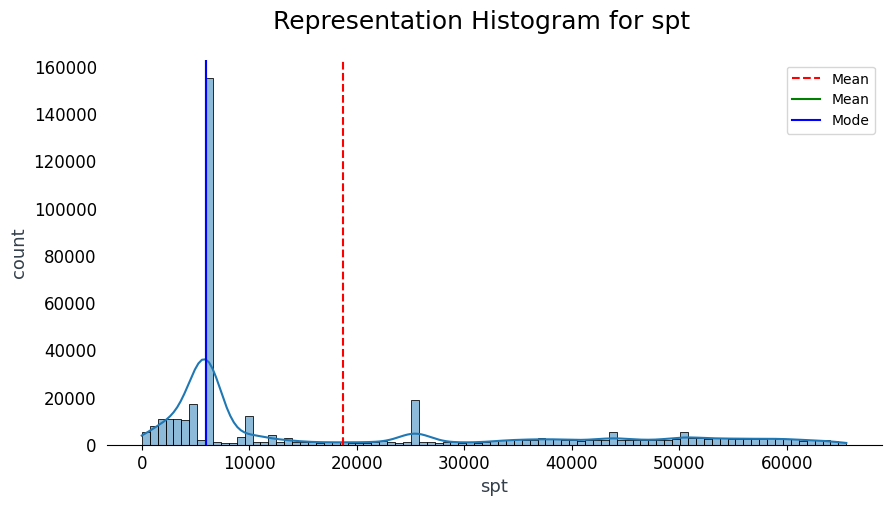 Representation Histogram for spt
160000
140000
120000
100000
80000
60000
40000
20000
0
count
0 10000 20000 30000 40000 50000 60000
spt
Mean
Mean
Mode